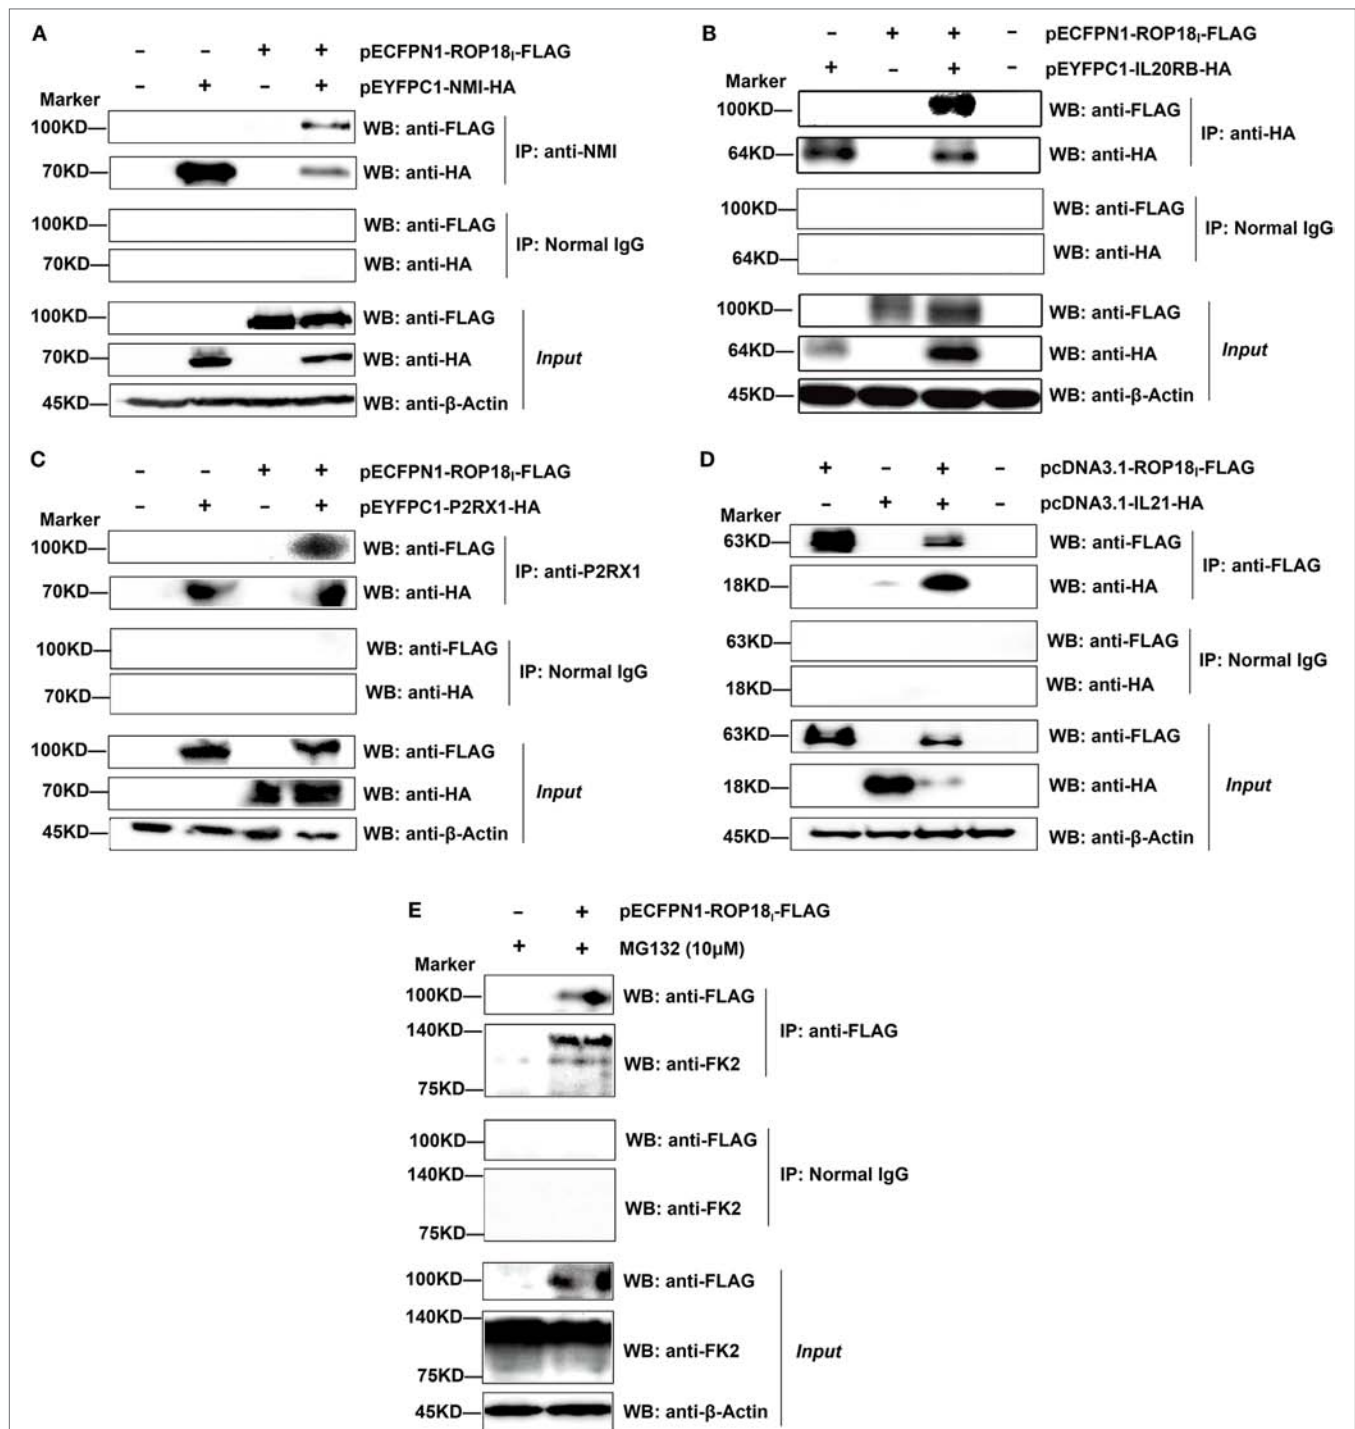 A
- - + + pECFPN1-ROP18I-FLAG
- + - + pEYFPC1-NMI-HA
Marker
100KD WB: anti-FLAG
IP: anti-NMI
70KD WB: anti-HA
100KD WB: anti-FLAG
IP: Normal IgG
70KD WB: anti-HA
100KD WB: anti-FLAG
70KD WB: anti-HA
Input
45KD WB: anti-β-Actin
B
- + + - pECFPN1-ROP18I-FLAG
+ - + - pEYFPC1-IL20RB-HA
Marker
100KD WB: anti-FLAG
IP: anti-HA
64KD WB: anti-HA
100KD WB: anti-FLAG
IP: Normal IgG
64KD WB: anti-HA
100KD WB: anti-FLAG
64KD WB: anti-HA
Input
45KD WB: anti-β-Actin
C
- - + + pECFPN1-ROP18I-FLAG
- + - + pEYFPC1-P2RX1-HA
Marker
100KD WB: anti-FLAG
IP: anti-P2RX1
70KD WB: anti-HA
100KD WB: anti-FLAG
IP: Normal IgG
70KD WB: anti-HA
100KD WB: anti-FLAG
70KD WB: anti-HA
Input
45KD WB: anti-β-Actin
D
+ - + - pcDNA3.1-ROP18I-FLAG
- + + - pcDNA3.1-IL21-HA
Marker
63KD WB: anti-FLAG
IP: anti-FLAG
18KD WB: anti-HA
63KD WB: anti-FLAG
IP: Normal IgG
18KD WB: anti-HA
63KD WB: anti-FLAG
18KD WB: anti-HA
Input
45KD WB: anti-β-Actin
E
- + pECFPN1-ROP18I-FLAG
+ + MG132 (10μM)
Marker
100KD WB: anti-FLAG
140KD
IP: anti-FLAG
WB: anti-FK2
75KD
100KD WB: anti-FLAG
140KD
IP: Normal IgG
WB: anti-FK2
75KD
100KD WB: anti-FLAG
140KD
WB: anti-FK2
Input
75KD
45KD WB: anti-β-Actin